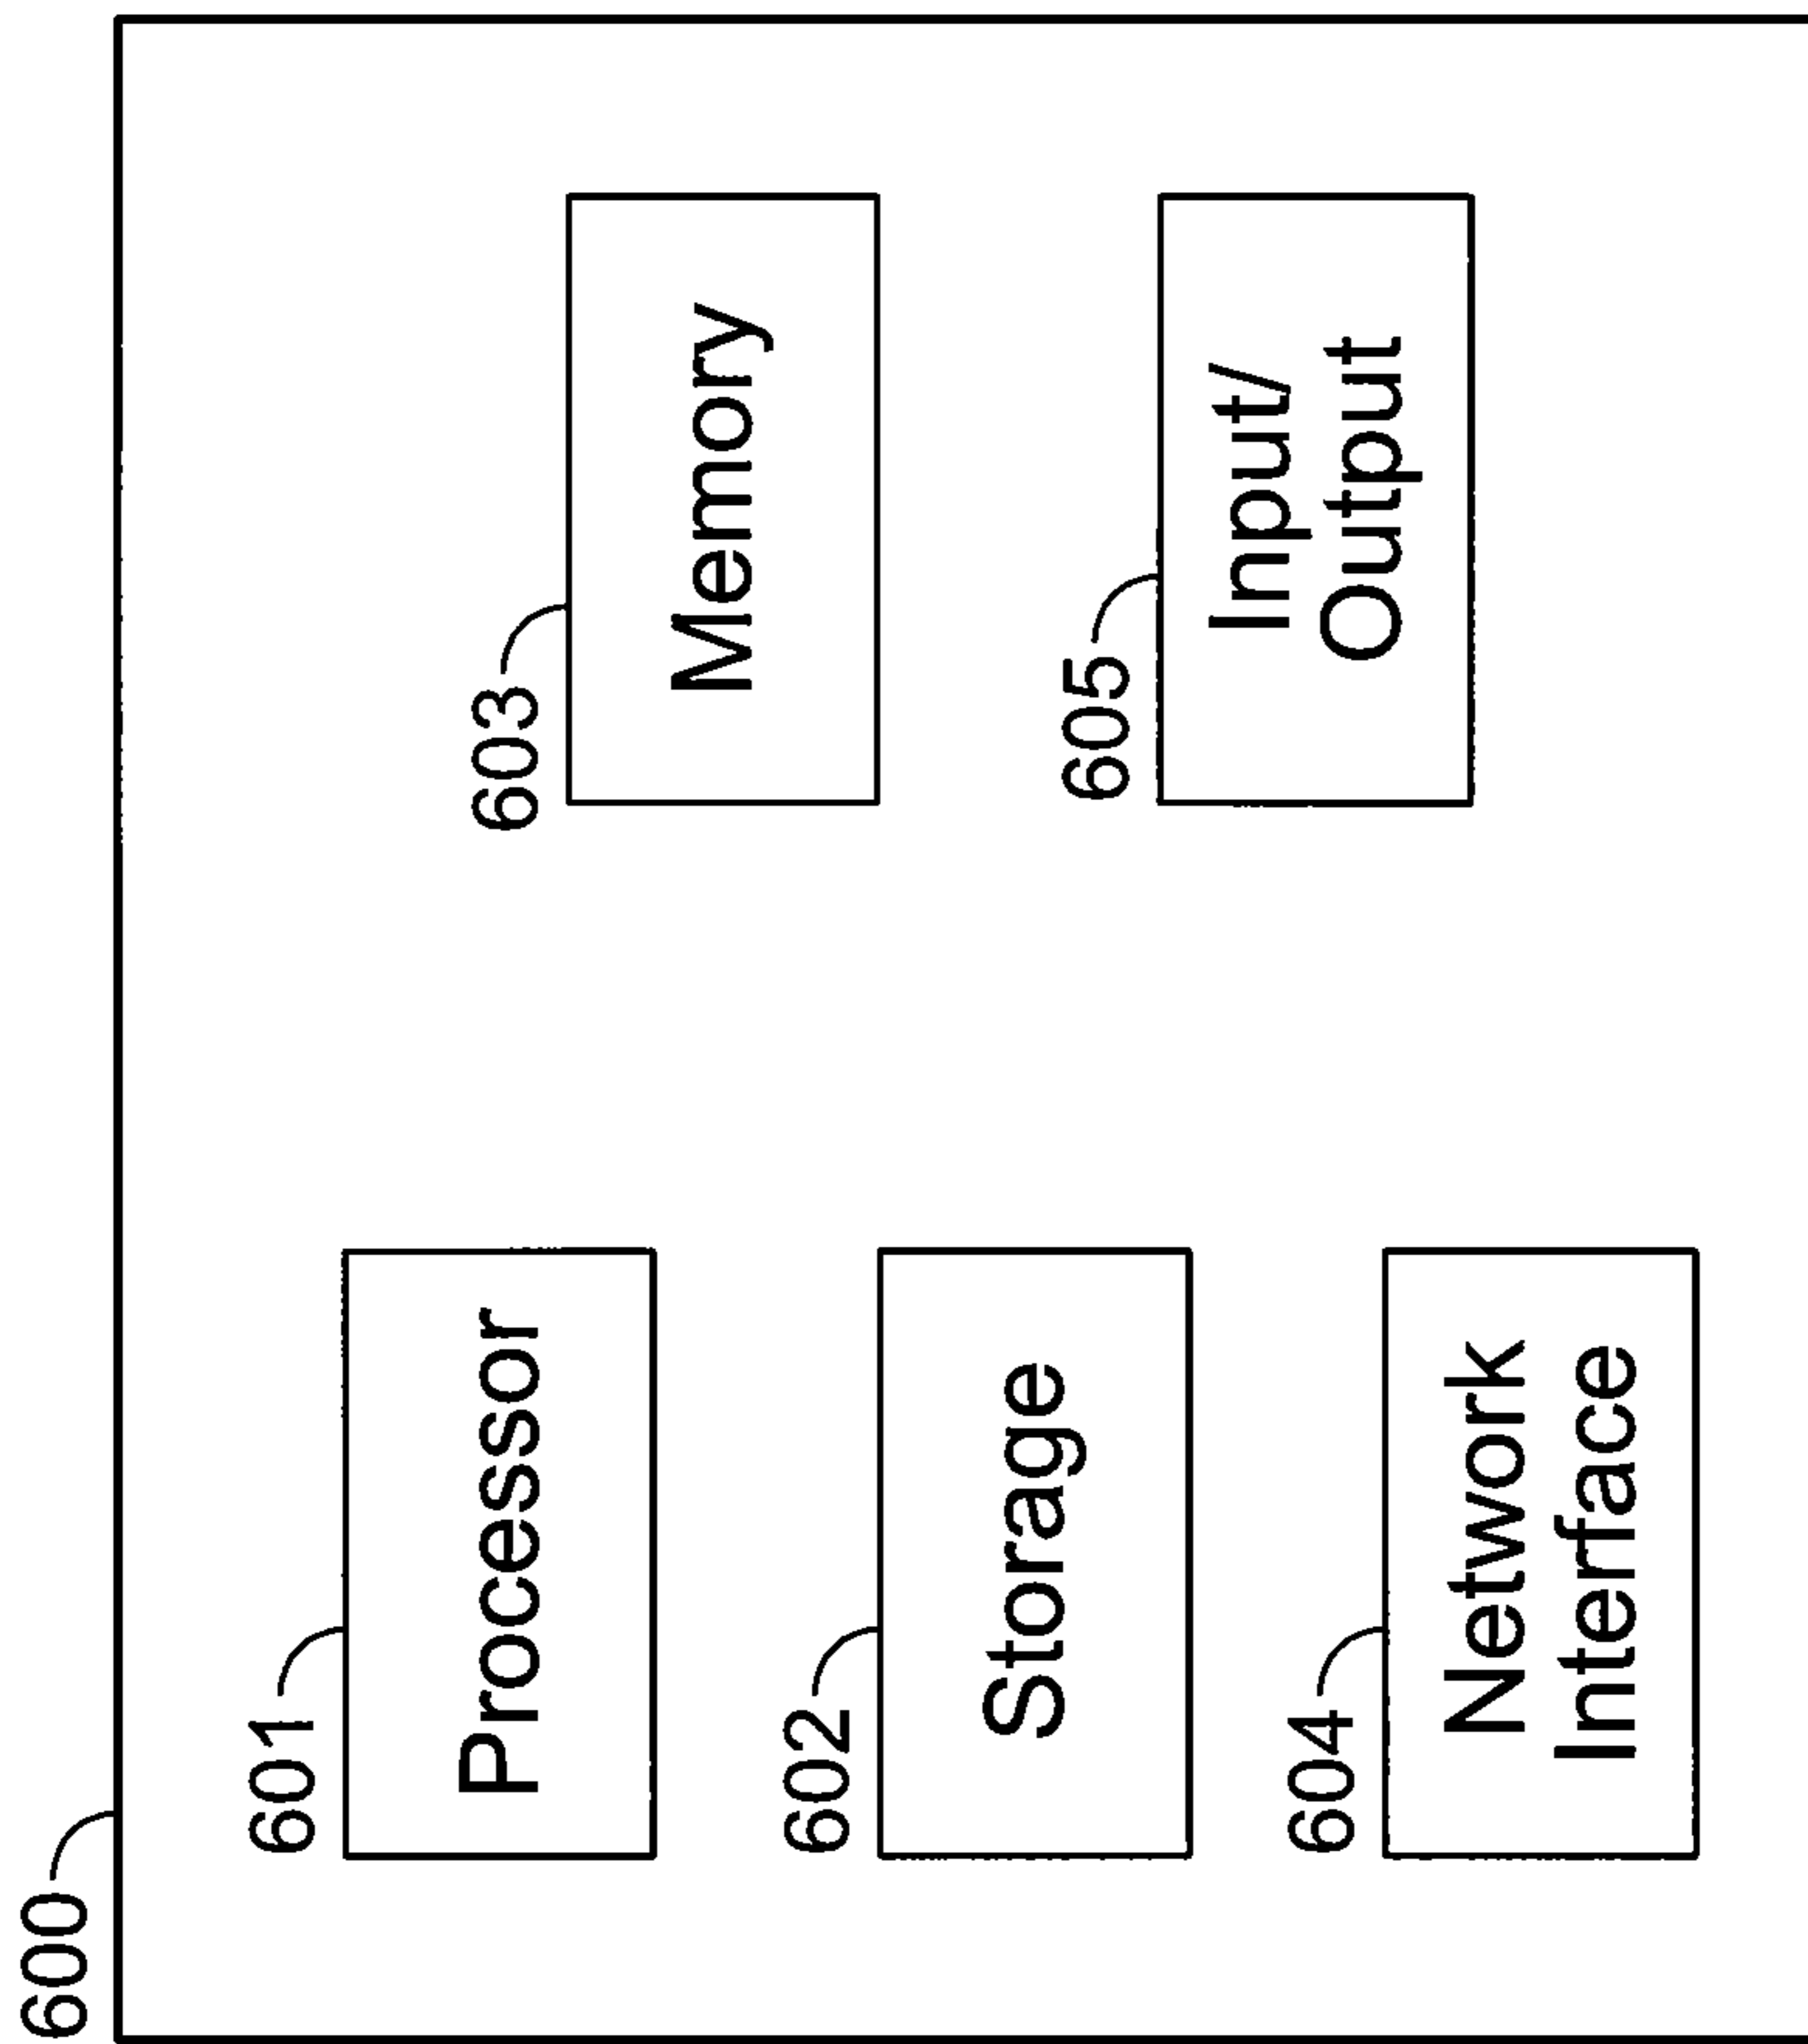 600
601
Processor
603
Memory
602
Storage
605
Input/
Output
604
Network
Interface